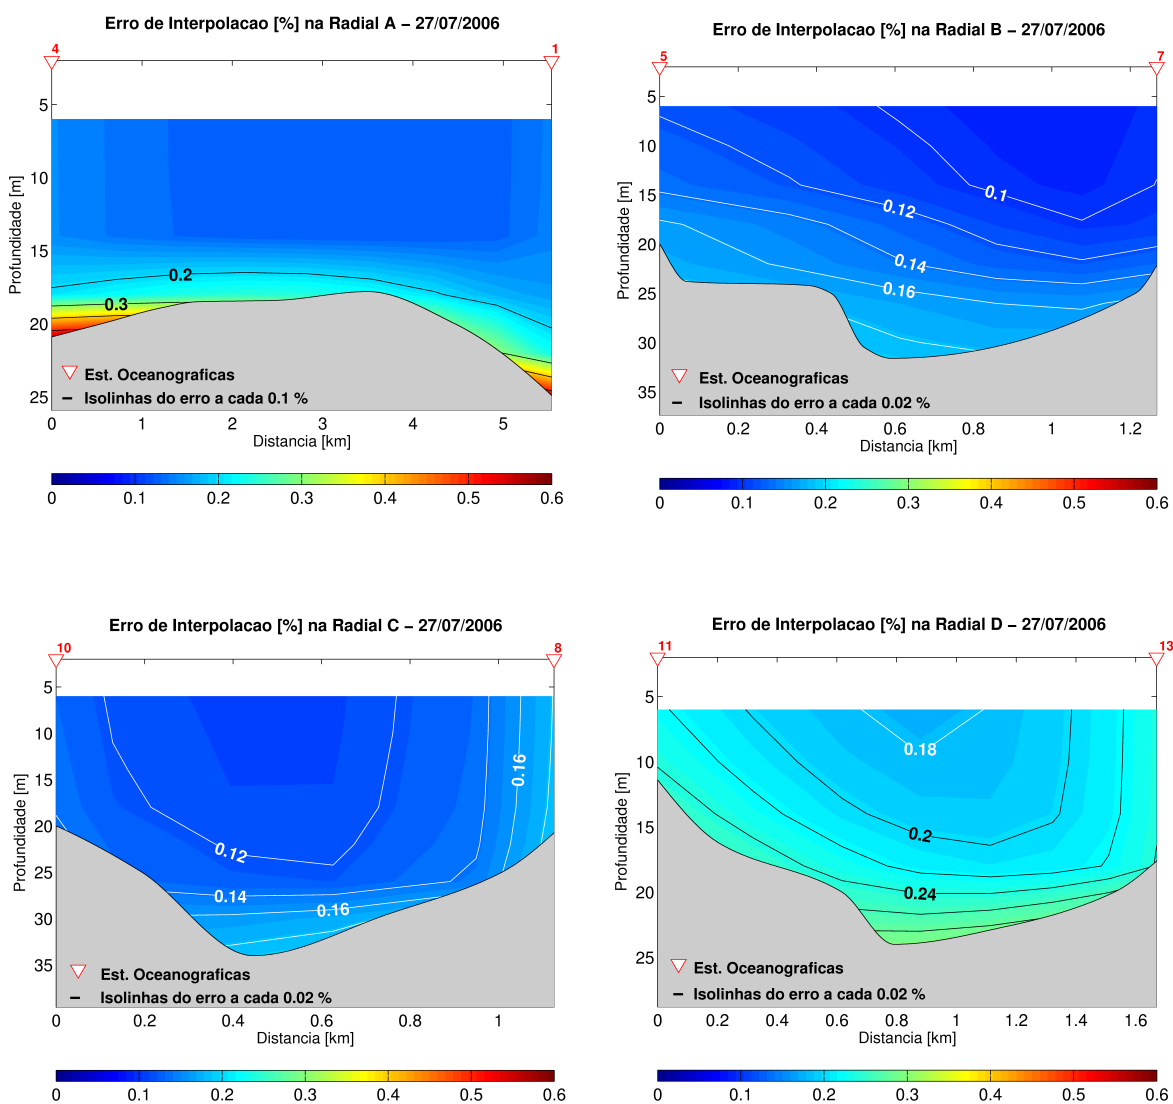 Erro de Interpolacao [%] na Radial A − 27/07/2006
4 1
5
10
15
20
25
Profundidade [m]
0.2
0.3
Est. Oceanograficas
Isolinhas do erro a cada 0.1 %
0 1 2 3 4 5
Distancia [km]
0 0.1 0.2 0.3 0.4 0.5 0.6
Erro de Interpolacao [%] na Radial B − 27/07/2006
5 7
5
10
15
20
25
30
35
Profundidade [m]
0.1
0.12
0.14
0.16
Est. Oceanograficas
Isolinhas do erro a cada 0.02 %
0 0.2 0.4 0.6 0.8 1 1.2
Distancia [km]
0 0.1 0.2 0.3 0.4 0.5 0.6
Erro de Interpolacao [%] na Radial C − 27/07/2006
10 8
5
10
15
20
25
30
35
Profundidade [m]
0.16
0.12
0.14
0.16
Est. Oceanograficas
Isolinhas do erro a cada 0.02 %
0 0.2 0.4 0.6 0.8 1
Distancia [km]
0 0.1 0.2 0.3 0.4 0.5 0.6
Erro de Interpolacao [%] na Radial D − 27/07/2006
11 13
5
10
15
20
25
Profundidade [m]
0.18
0.2
0.24
Est. Oceanograficas
Isolinhas do erro a cada 0.02 %
0 0.2 0.4 0.6 0.8 1 1.2 1.4 1.6
Distancia [km]
0 0.1 0.2 0.3 0.4 0.5 0.6